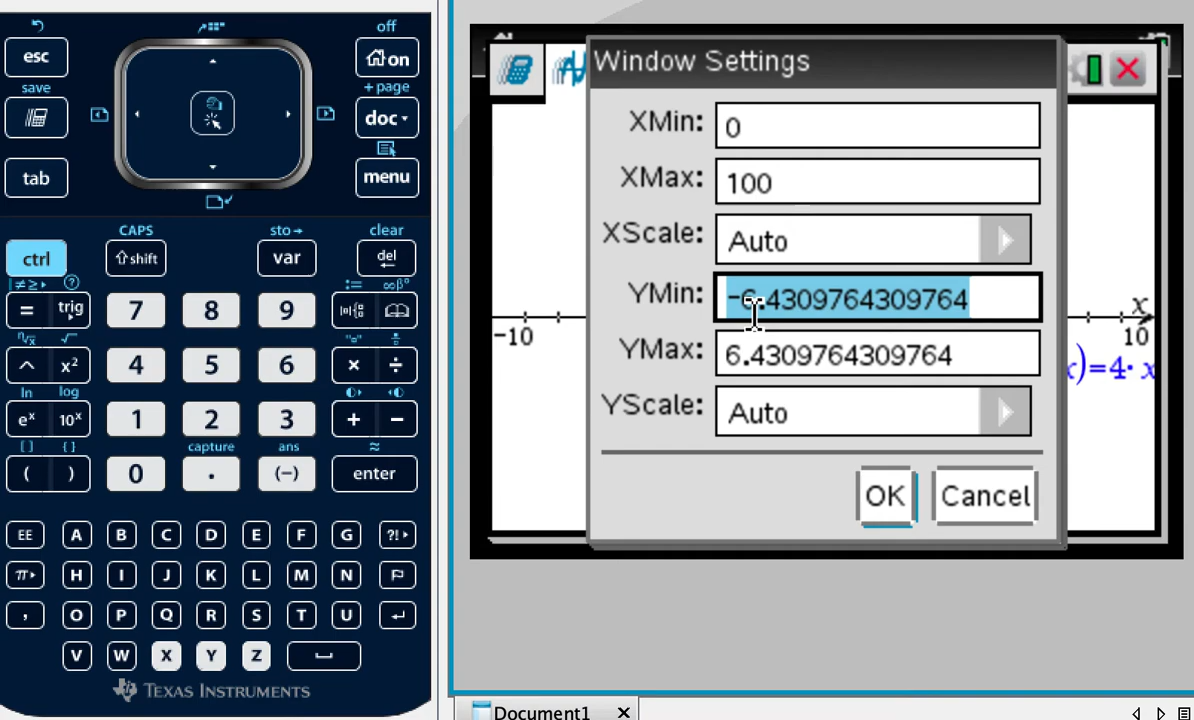 off
esc
on
save
+ page
doc
tab
menu
CAPS
sto→
clear
ctrl
⇧shift
var
del
= trig 7 8 9
^ x² 4 5 6 × ÷
ln log
eˣ 10ˣ 1 2 3 + −
[ ] { } capture ans ≈
( ) 0 . (−) enter
EE A B C D E F G ?!▸
π▸ H I J K L M N
, O P Q R S T U ↵
V W X Y Z
TEXAS INSTRUMENTS
Window Settings
XMin: 0
XMax: 100
XScale: Auto
YMin: -6.4309764309764
YMax: 6.4309764309764
YScale: Auto
OK Cancel
-10
x
10
)=4· x
Document1